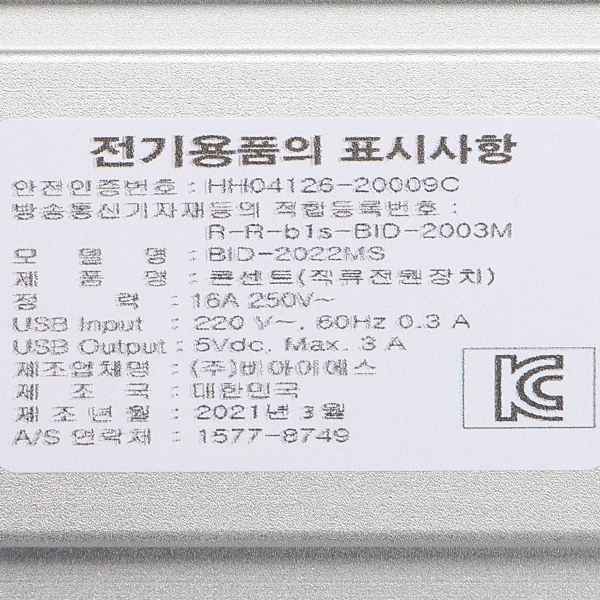 전기용품의 표시사항
안전인증번호 : HH04126-20009C
방송통신기자재등의 적합등록번호 :
R-R-b1s-BID-2003M
모 델 명 : BID-2022MS
제 품 명 : 콘센트(직류전원장치)
정 격 : 16A 250V~
USB Input : 220 V~, 60Hz 0.3 A
USB Output : 5Vdc, Max. 3 A
제조업체명 : (주)비아이에스
제 조 국 : 대한민국
제 조 년 월 : 2021년 3월
A/S 연락처 : 1577-8749
KC